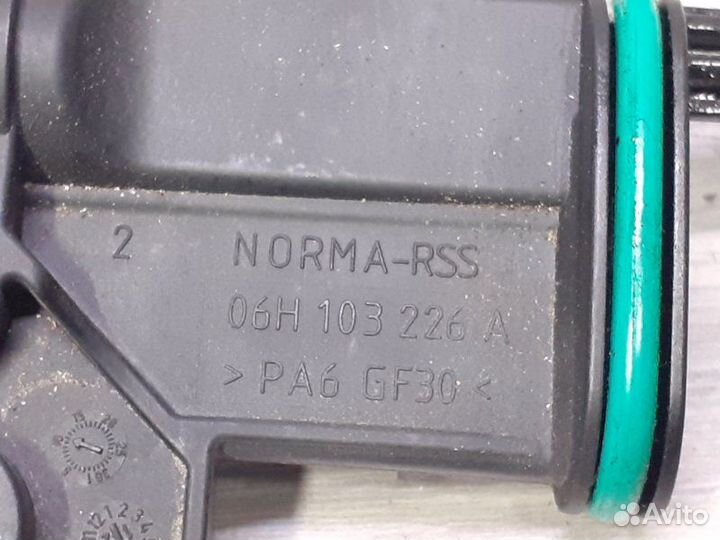 2 NORMA-RSS
06H 103 226 A
>PA6 GF30<
Avito